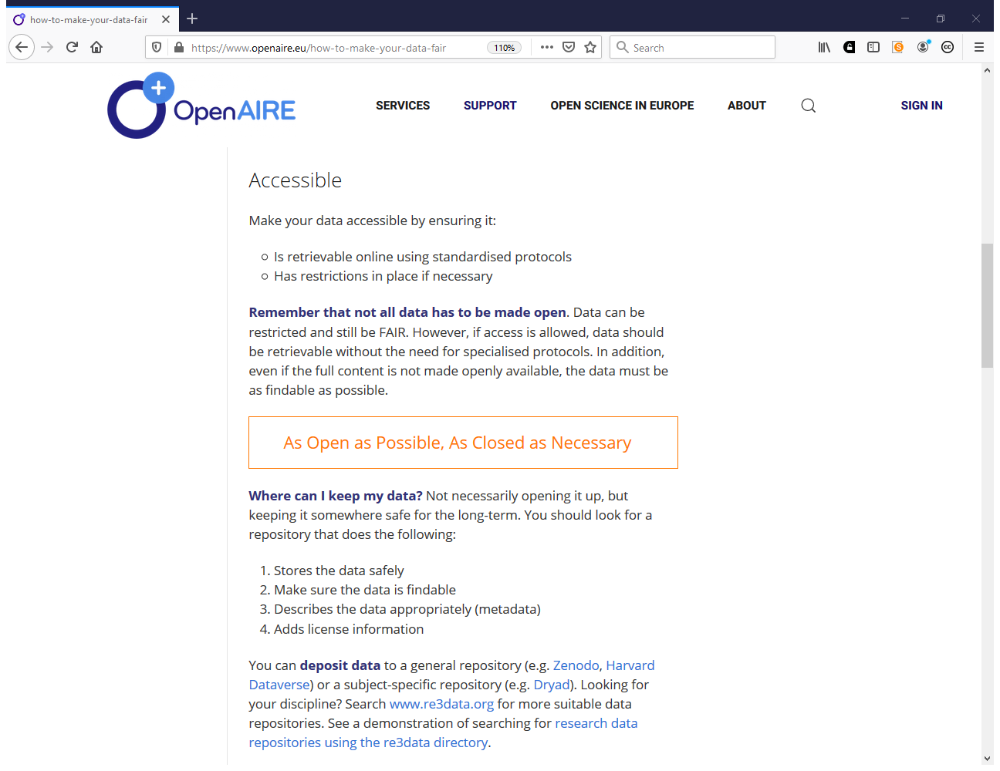 how-to-make-your-data-fair
https://www.openaire.eu/how-to-make-your-data-fair
110%
Search
OpenAIRE
SERVICES
SUPPORT
OPEN SCIENCE IN EUROPE
ABOUT
SIGN IN
Accessible
Make your data accessible by ensuring it:
Is retrievable online using standardised protocols
Has restrictions in place if necessary
Remember that not all data has to be made open. Data can be
restricted and still be FAIR. However, if access is allowed, data should
be retrievable without the need for specialised protocols. In addition,
even if the full content is not made openly available, the data must be
as findable as possible.
As Open as Possible, As Closed as Necessary
Where can I keep my data? Not necessarily opening it up, but
keeping it somewhere safe for the long-term. You should look for a
repository that does the following:
1. Stores the data safely
2. Make sure the data is findable
3. Describes the data appropriately (metadata)
4. Adds license information
You can deposit data to a general repository (e.g. Zenodo, Harvard
Dataverse) or a subject-specific repository (e.g. Dryad). Looking for
your discipline? Search www.re3data.org for more suitable data
repositories. See a demonstration of searching for research data
repositories using the re3data directory.